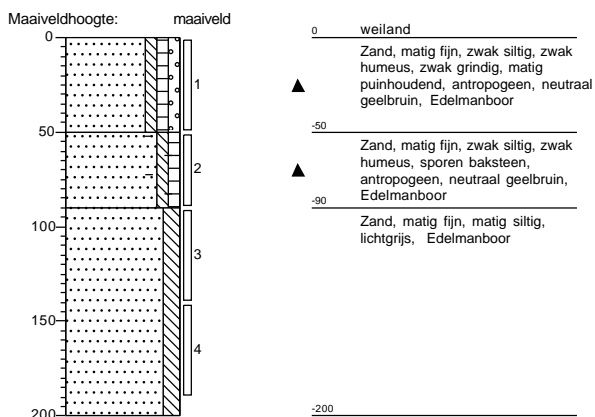 Maaiveldhoogte: maaiveld
0
50
100
150
200
1
2
3
4
0 weiland
Zand, matig fijn, zwak siltig, zwak
humeus, zwak grindig, matig
puinhoudend, antropogeen, neutraal
geelbruin, Edelmanboor
-50
Zand, matig fijn, zwak siltig, zwak
humeus, sporen baksteen,
antropogeen, neutraal geelbruin,
Edelmanboor
-90
Zand, matig fijn, matig siltig,
lichtgrijs, Edelmanboor
-200